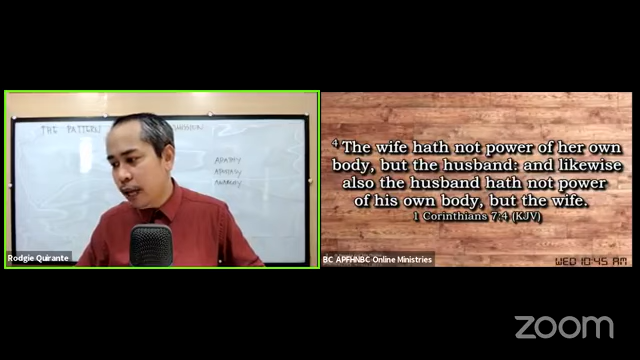 THE PATTERN
APATHY
APOSTASY
ANARCHY
4 The wife hath not power of her own
body, but the husband: and likewise
also the husband hath not power
of his own body, but the wife.
1 Corinthians 7:4 (KJV)
Rodgie Quirante
BC APFHNBC Online Ministries
WED 10:45 AM
zoom